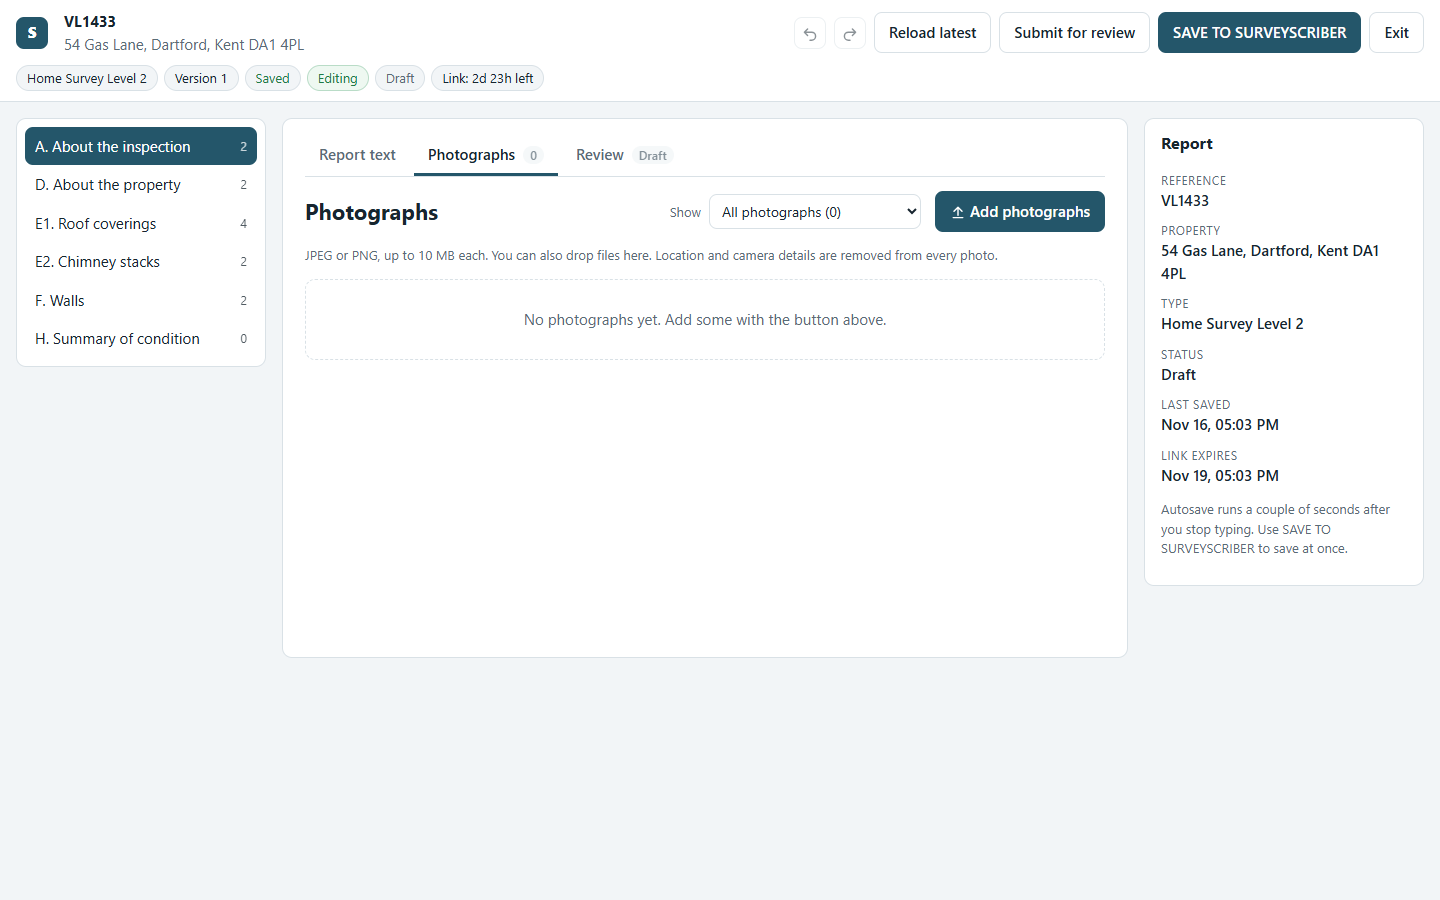 S
VL1433
54 Gas Lane, Dartford, Kent DA1 4PL
Reload latest
Submit for review
SAVE TO SURVEYSCRIBER
Exit
Home Survey Level 2
Version 1
Saved
Editing
Draft
Link: 2d 23h left
A. About the inspection 2
D. About the property 2
E1. Roof coverings 4
E2. Chimney stacks 2
F. Walls 2
H. Summary of condition 0
Report text
Photographs 0
Review Draft
Photographs
Show
All photographs (0)
Add photographs
JPEG or PNG, up to 10 MB each. You can also drop files here. Location and camera details are removed from every photo.
No photographs yet. Add some with the button above.
Report
REFERENCE
VL1433
PROPERTY
54 Gas Lane, Dartford, Kent DA1
4PL
TYPE
Home Survey Level 2
STATUS
Draft
LAST SAVED
Nov 16, 05:03 PM
LINK EXPIRES
Nov 19, 05:03 PM
Autosave runs a couple of seconds after
you stop typing. Use SAVE TO
SURVEYSCRIBER to save at once.